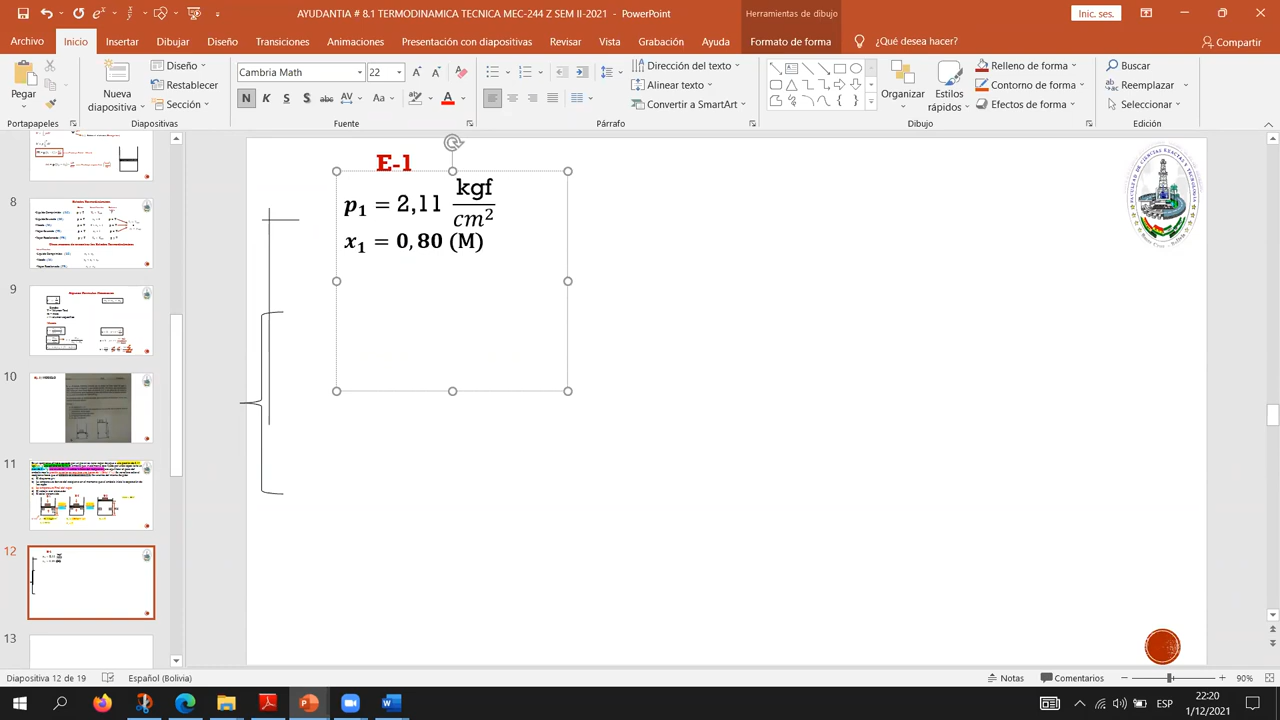 AYUDANTIA # 8.1 TERMODINAMICA TECNICA MEC-244 Z SEM II-2021 - PowerPoint
Herramientas de dibujo
Inic. ses.
Archivo
Inicio
Insertar
Dibujar
Diseño
Transiciones
Animaciones
Presentación con diapositivas
Revisar
Vista
Grabación
Ayuda
Formato de forma
¿Qué desea hacer?
Compartir
Pegar
Nueva diapositiva
Diseño
Restablecer
Sección
Cambria Math
22
N K S S abc AV Aa A
Dirección del texto
Alinear texto
Convertir a SmartArt
Organizar
Estilos rápidos
Relleno de forma
Contorno de forma
Efectos de forma
Buscar
Reemplazar
Seleccionar
Portapapeles
Diapositivas
Fuente
Párrafo
Dibujo
Edición
8
9
10
11
12
13
E-1
p₁ = 2,11 kgf/cm²
x₁ = 0,80 (M)
Diapositiva 12 de 19
Español (Bolivia)
Notas
Comentarios
90%
ESP
22:20
1/12/2021